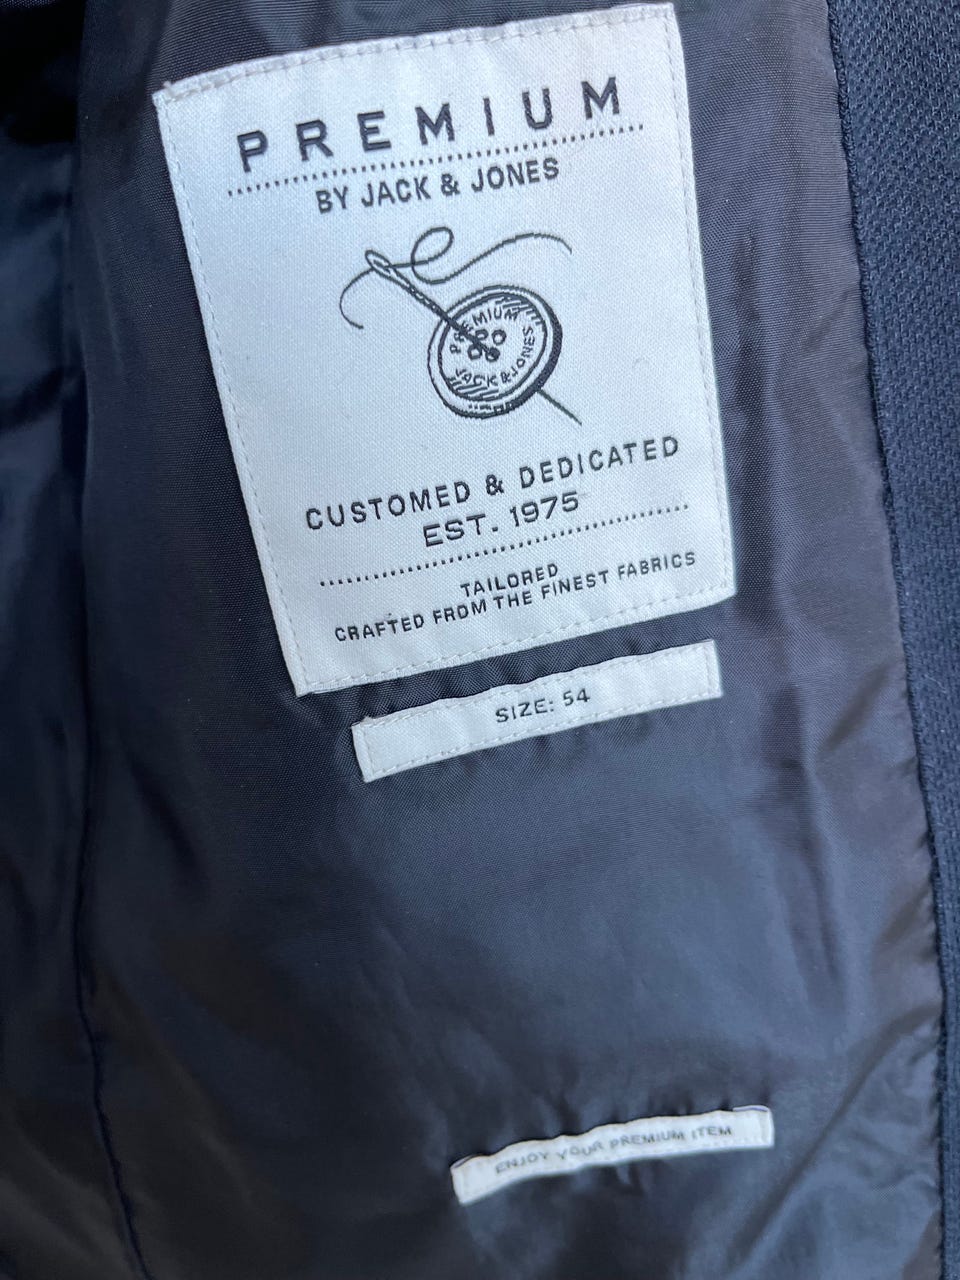 PREMIUM
BY JACK & JONES
PREMIUM
JACK & JONES
CUSTOMED & DEDICATED
EST. 1975
TAILORED
CRAFTED FROM THE FINEST FABRICS
SIZE: 54
ENJOY YOUR PREMIUM ITEM